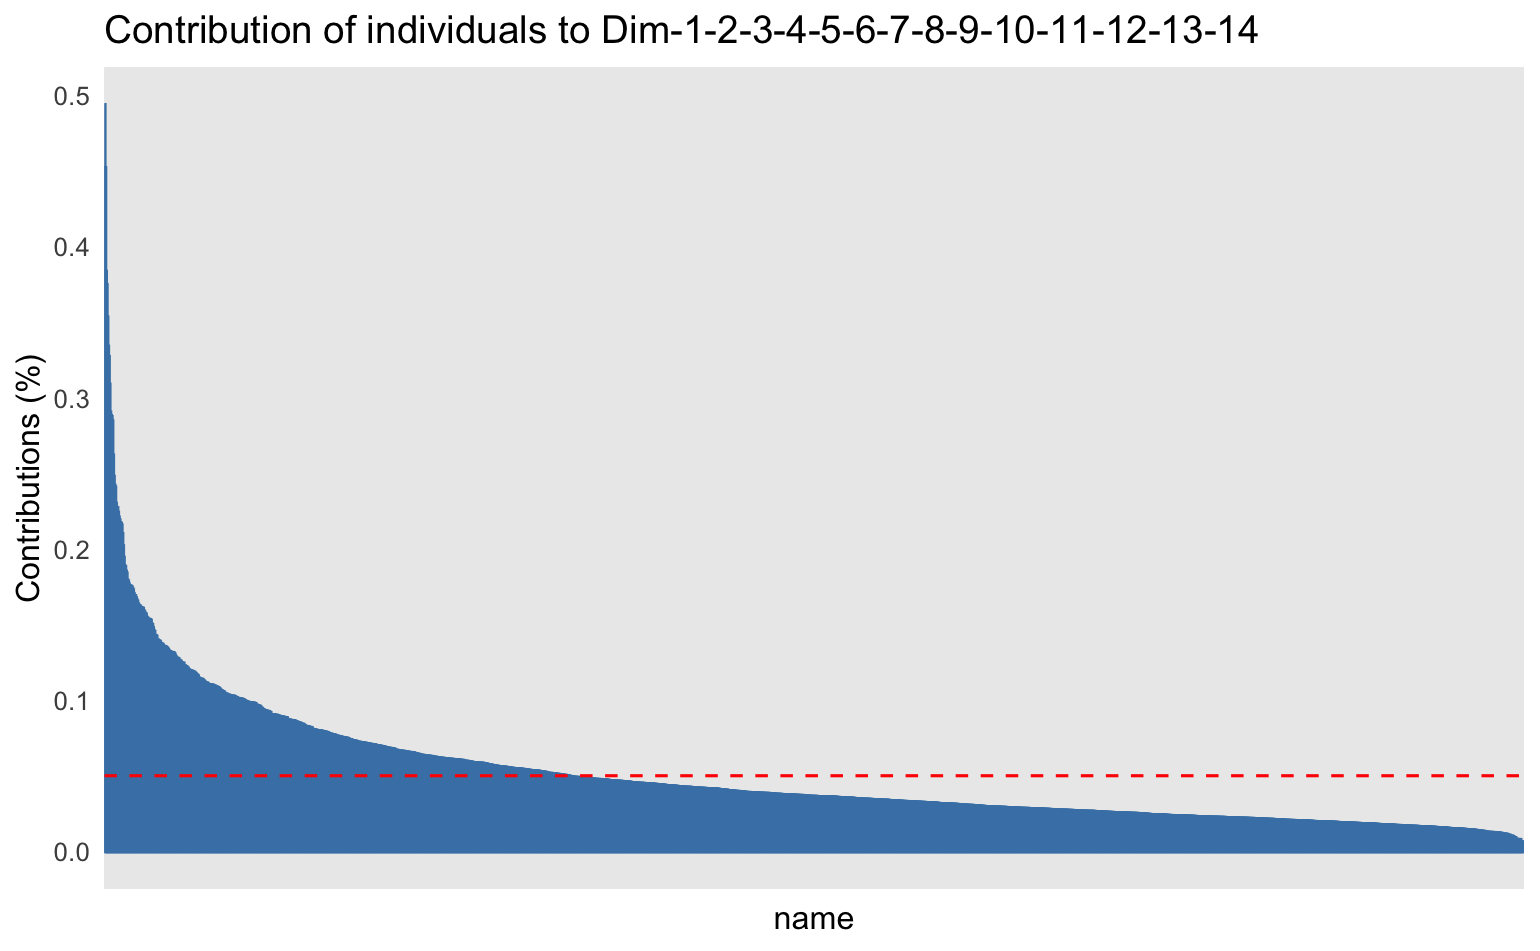 Contribution of individuals to Dim-1-2-3-4-5-6-7-8-9-10-11-12-13-14
Contributions (%)
0.5
0.4
0.3
0.2
0.1
0.0
name